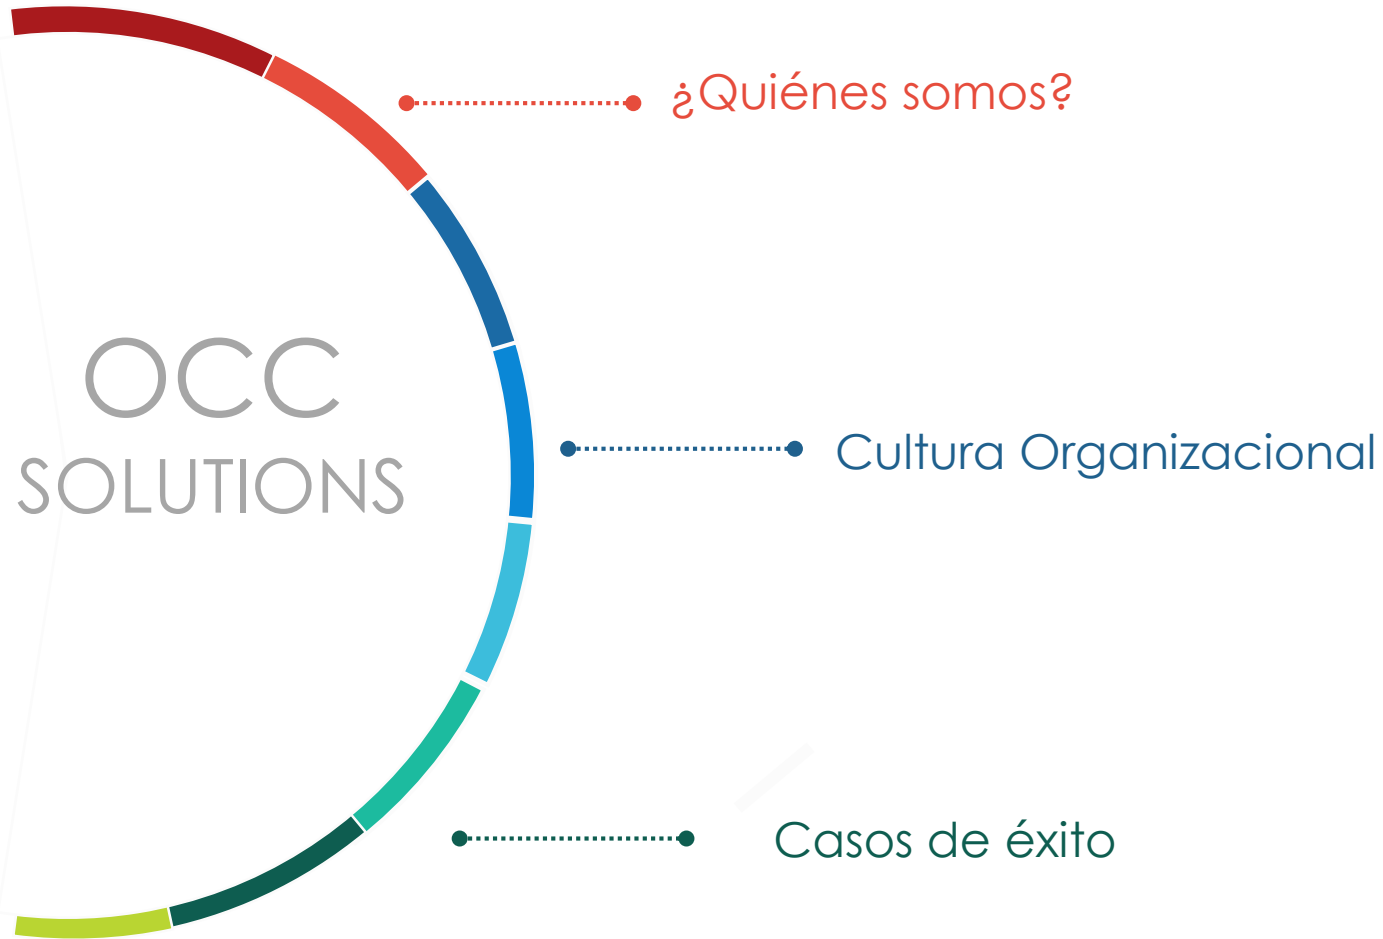 ¿Quiénes somos?
OCC
SOLUTIONS
Cultura Organizacional
Casos de éxito